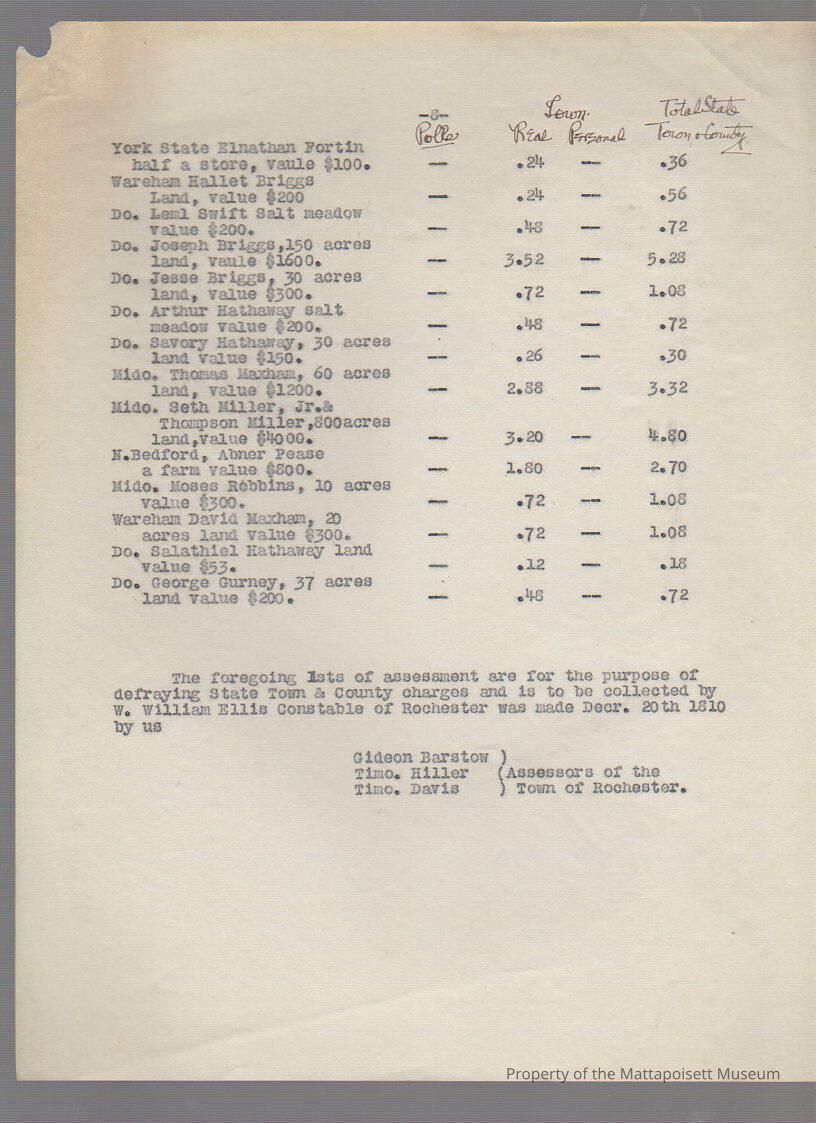 -8-
Town. Total State
Polls Real Personal Town & County
York State Elnathan Fortin
half a store, vaule $100. — .24 — .36
Wareham Hallet Briggs
Land, value $200 — .24 — .56
Do. Leml Swift Salt meadow
value $200. — .48 — .72
Do. Joseph Briggs,150 acres
land, vaule $1600. — 3.52 — 5.28
Do. Jesse Briggs, 30 acres
land, value $300. — .72 — 1.08
Do. Arthur Hathaway salt
meadow value $200. — .48 — .72
Do. Savory Hathaway, 30 acres
land value $150. — .26 — .30
Mido. Thomas Maxham, 60 acres
land, value $1200. — 2.88 — 3.32
Mido. Seth Miller, Jr.&
Thompson Miller,800acres
land,value $4000. — 3.20 — 4.80
N.Bedford, Abner Pease
a farm value $800. — 1.80 — 2.70
Mido. Moses Robbins, 10 acres
value $300. — .72 — 1.08
Wareham David Maxham, 20
acres land value $300. — .72 — 1.08
Do. Salathiel Hathaway land
value $53. — .12 — .18
Do. George Gurney, 37 acres
land value $200. — .48 — .72
The foregoing lsts of assessment are for the purpose of
defraying State Town & County charges and is to be collected by
W. William Ellis Constable of Rochester was made Decr. 20th 1810
by us
Gideon Barstow )
Timo. Hiller (Assessors of the
Timo. Davis ) Town of Rochester.
Property of the Mattapoisett Museum